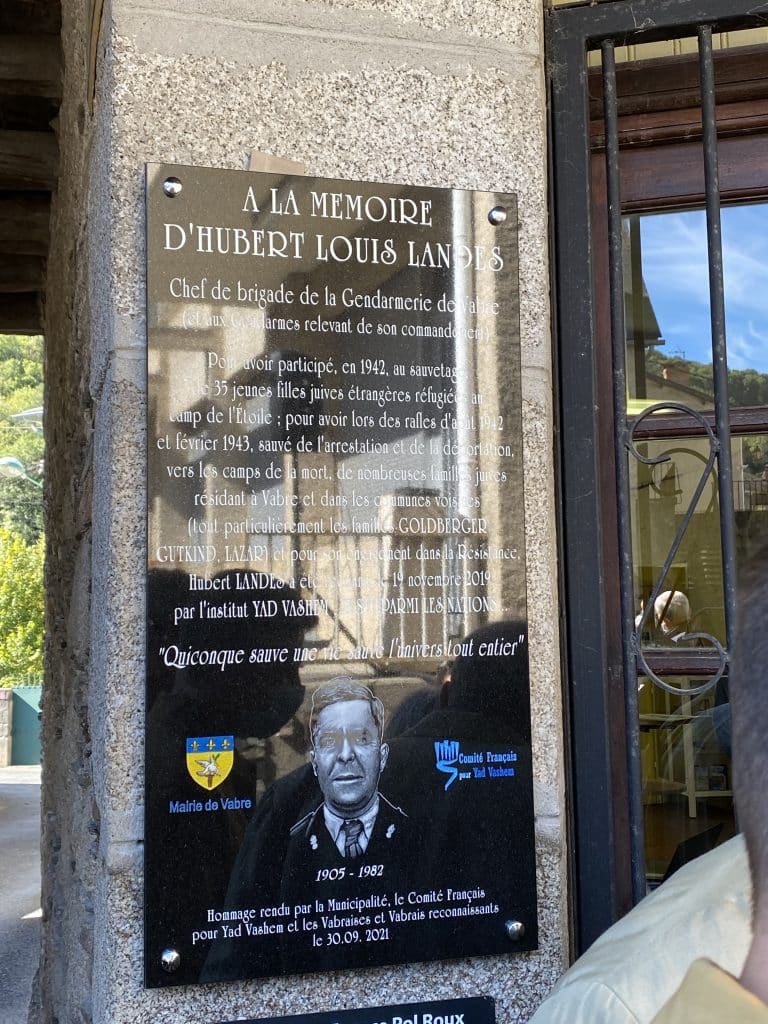 A LA MEMOIRE
D'HUBERT LOUIS LANDES
Chef de brigade de la Gendarmerie de Vabre
(et aux Gendarmes relevant de son commandement)
Pour avoir participé, en 1942, au sauvetage
de 35 jeunes filles juives étrangères réfugiées au
camp de l'Étoile ; pour avoir lors des rafles d'août 1942
et février 1943, sauvé de l'arrestation et de la déportation,
vers les camps de la mort, de nombreuses familles juives
résidant à Vabre et dans les communes voisines
(tout particulièrement les familles GOLDBERGER
GUTKIND, LAZAR) et pour son engagement dans la Résistance,
Hubert LANDES a été le 19 novembre 2019
par l'institut YAD VASHEM PARMI LES NATIONS...
"Quiconque sauve une vie sauve l'univers tout entier"
Mairie de Vabre
Comité Français
pour Yad Vashem
1905 - 1982
Hommage rendu par la Municipalité, le Comité Français
pour Yad Vashem et les Vabraises et Vabrais reconnaissants
le 30.09. 2021
Pol Roux